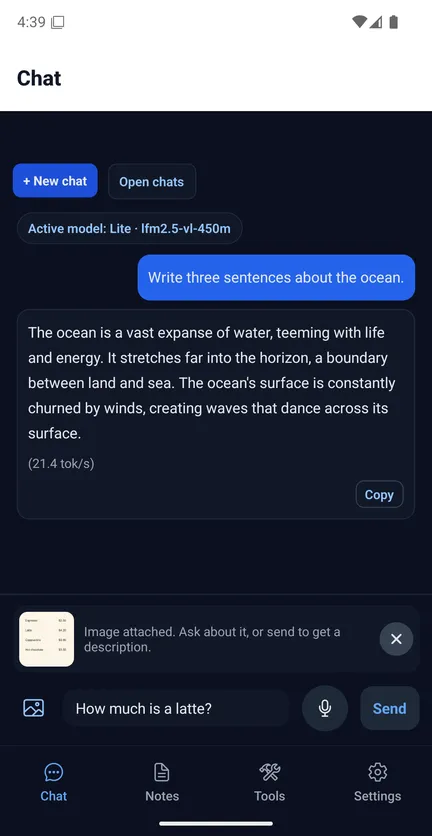 4:39
Chat
+ New chat
Open chats
Active model: Lite · lfm2.5-vl-450m
Write three sentences about the ocean.
The ocean is a vast expanse of water, teeming with life
and energy. It stretches far into the horizon, a boundary
between land and sea. The ocean's surface is constantly
churned by winds, creating waves that dance across its
surface.
(21.4 tok/s)
Copy
Image attached. Ask about it, or send to get a
description.
How much is a latte?
Send
Chat
Notes
Tools
Settings